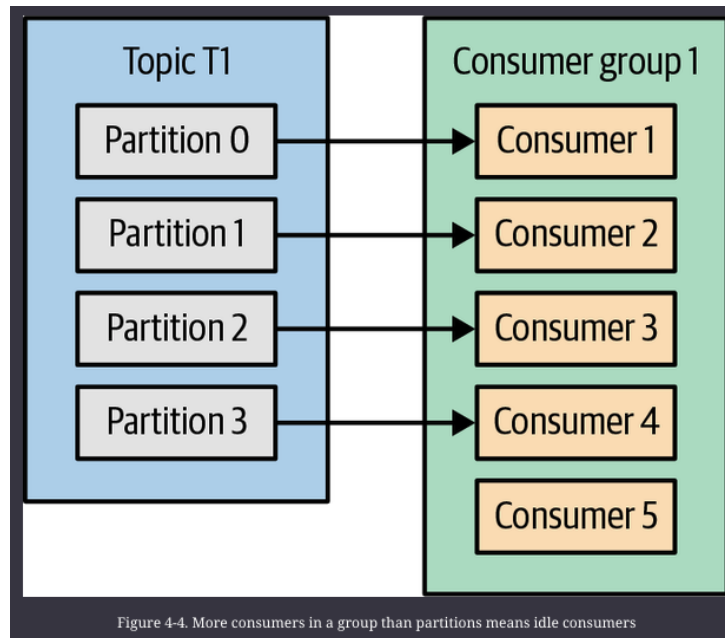 Topic T1
Partition 0
Partition 1
Partition 2
Partition 3
Consumer group 1
Consumer 1
Consumer 2
Consumer 3
Consumer 4
Consumer 5
Figure 4-4. More consumers in a group than partitions means idle consumers